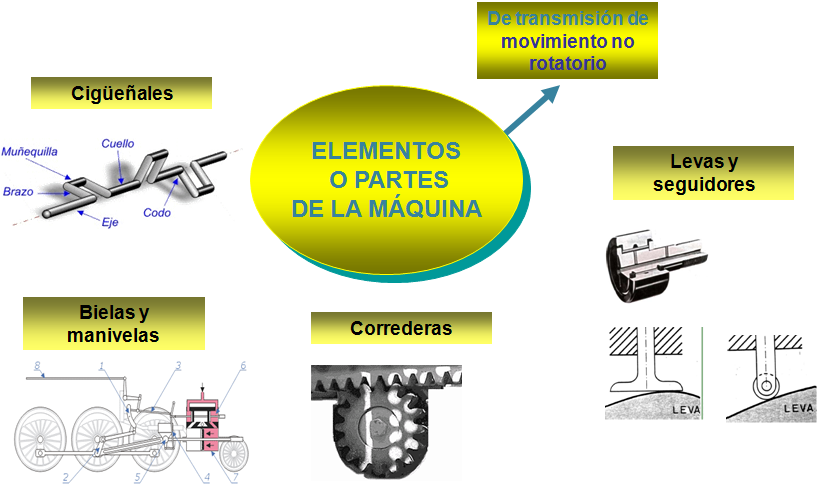 De transmisión de
movimiento no
rotatorio
Cigüeñales
ELEMENTOS
O PARTES
DE LA MÁQUINA
Levas y
seguidores
Muñequilla
Cuello
Brazo
Codo
Eje
Bielas y
manivelas
Correderas
8
1
3
6
2
5
4
7
LEVA
LEVA